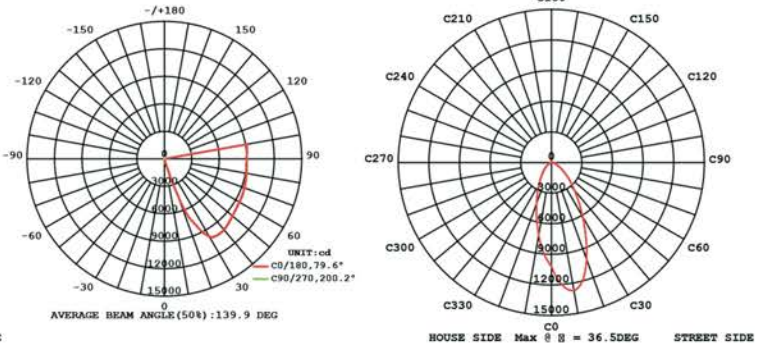 -/+180
-150
150
-120
120
-90
90
-60
60
-30
30
0
0
3000
6000
9000
12000
15000
UNIT:cd
C0/180,79.6°
C90/270,200.2°
AVERAGE BEAM ANGLE(50%):139.9 DEG
C210
C150
C240
C120
C270
C90
C300
C60
C330
C30
C0
0
3000
6000
9000
12000
15000
HOUSE SIDE Max @ = 36.5DEG STREET SIDE